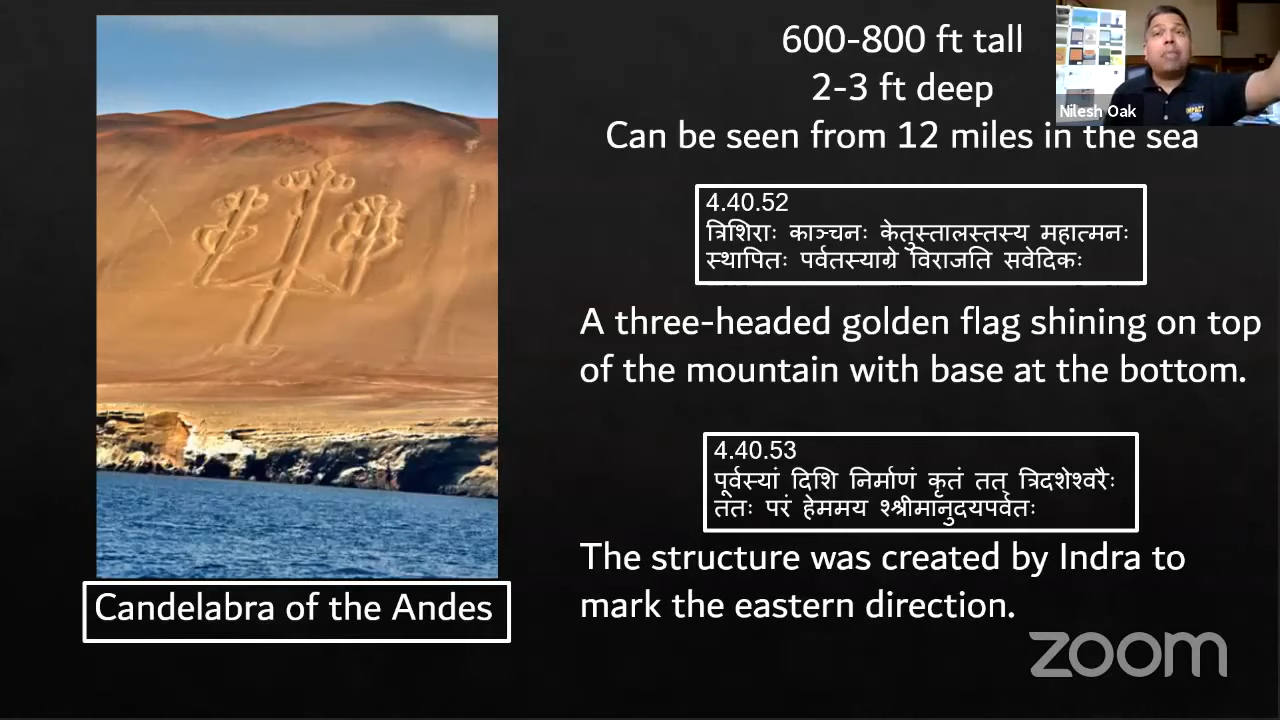 600-800 ft tall
2-3 ft deep
Can be seen from 12 miles in the sea
Nilesh Oak
4.40.52
त्रिशिराः काञ्चनः केतुस्तालस्तस्य महात्मनः
स्थापितः पर्वतस्याग्रे विराजति सवेदिकः
A three-headed golden flag shining on top
of the mountain with base at the bottom.
4.40.53
पूर्वस्यां दिशि निर्माणं कृतं तत् त्रिदशेश्वरैः
ततः परं हेममय श्श्रीमानुदयपर्वतः
The structure was created by Indra to
mark the eastern direction.
Candelabra of the Andes
zoom